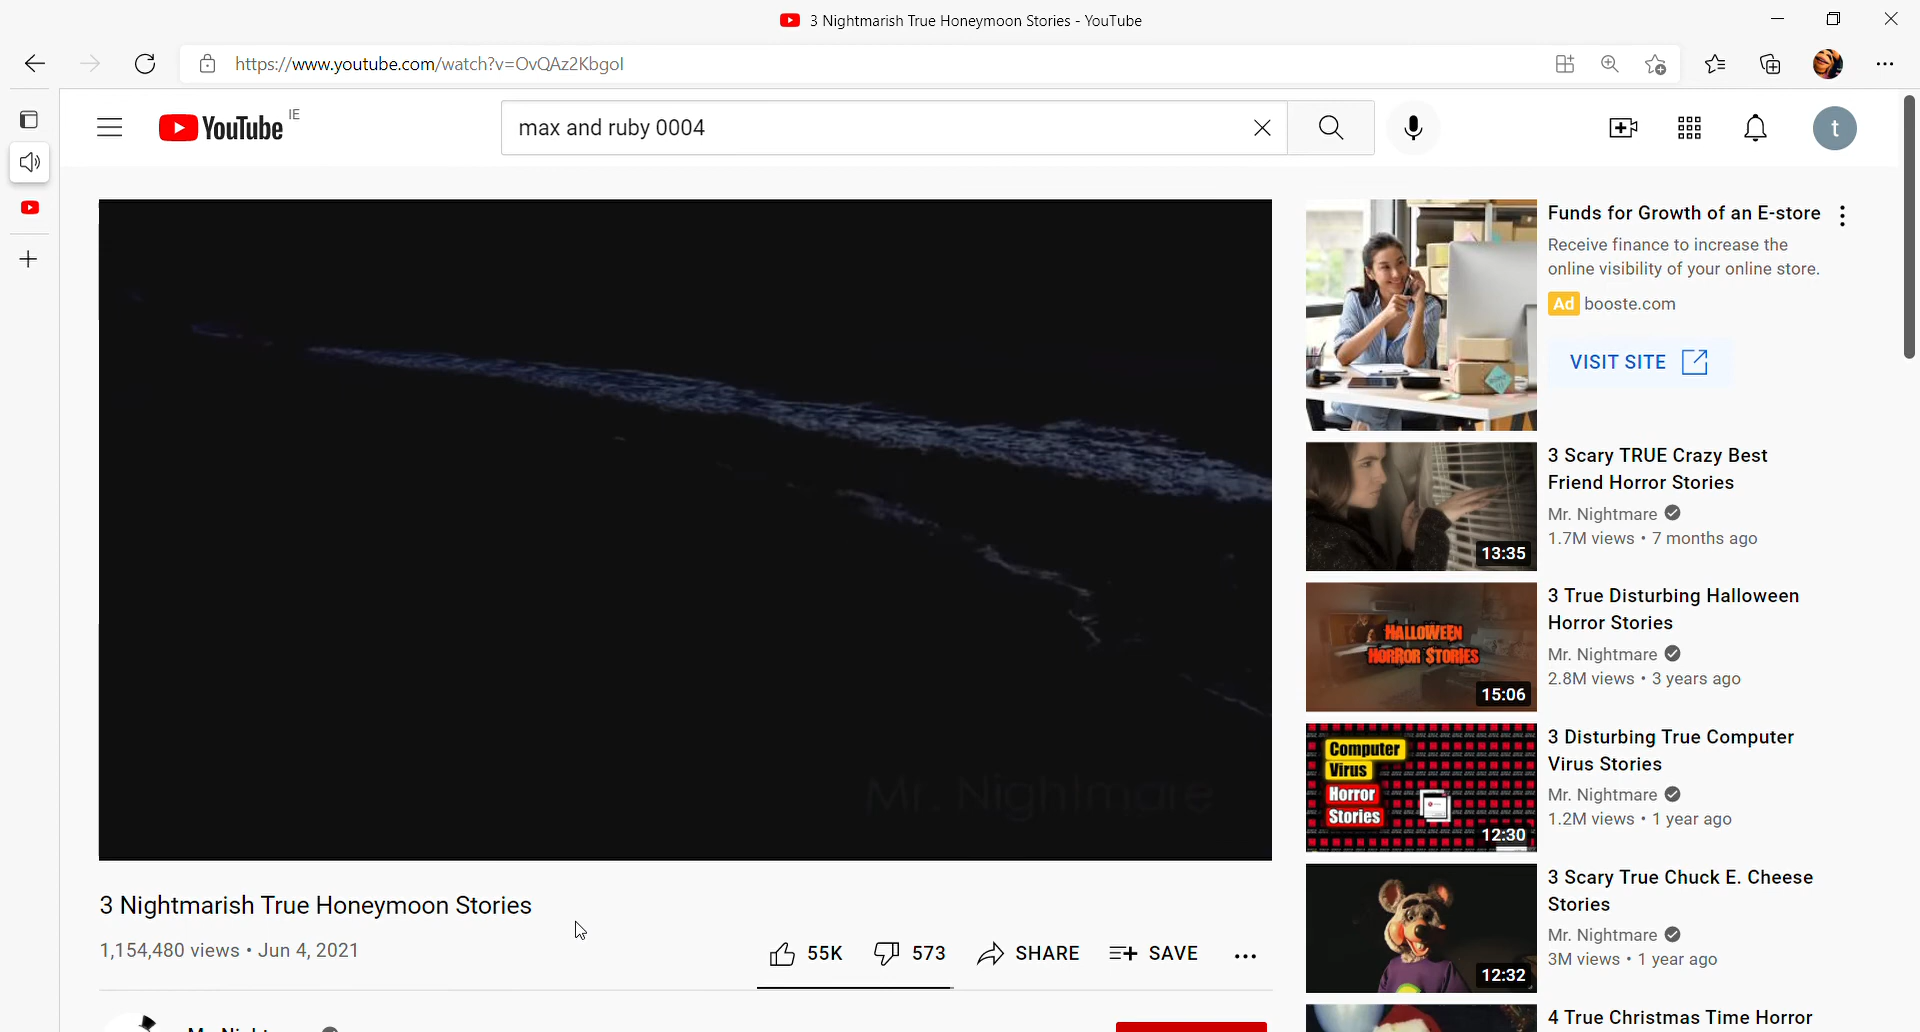 3 Nightmarish True Honeymoon Stories - YouTube
https://www.youtube.com/watch?v=OvQAz2Kbgol
YouTube IE
max and ruby 0004
t
Mr. Nightmare
3 Nightmarish True Honeymoon Stories
1,154,480 views • Jun 4, 2021
55K
573
SHARE
SAVE
Funds for Growth of an E-store
Receive finance to increase the
online visibility of your online store.
Ad booste.com
VISIT SITE
13:35
3 Scary TRUE Crazy Best
Friend Horror Stories
Mr. Nightmare
1.7M views • 7 months ago
HALLOWEEN
HORROR STORIES
15:06
3 True Disturbing Halloween
Horror Stories
Mr. Nightmare
2.8M views • 3 years ago
Computer
Virus
Horror
Stories
12:30
3 Disturbing True Computer
Virus Stories
Mr. Nightmare
1.2M views • 1 year ago
12:32
3 Scary True Chuck E. Cheese
Stories
Mr. Nightmare
3M views • 1 year ago
4 True Christmas Time Horror